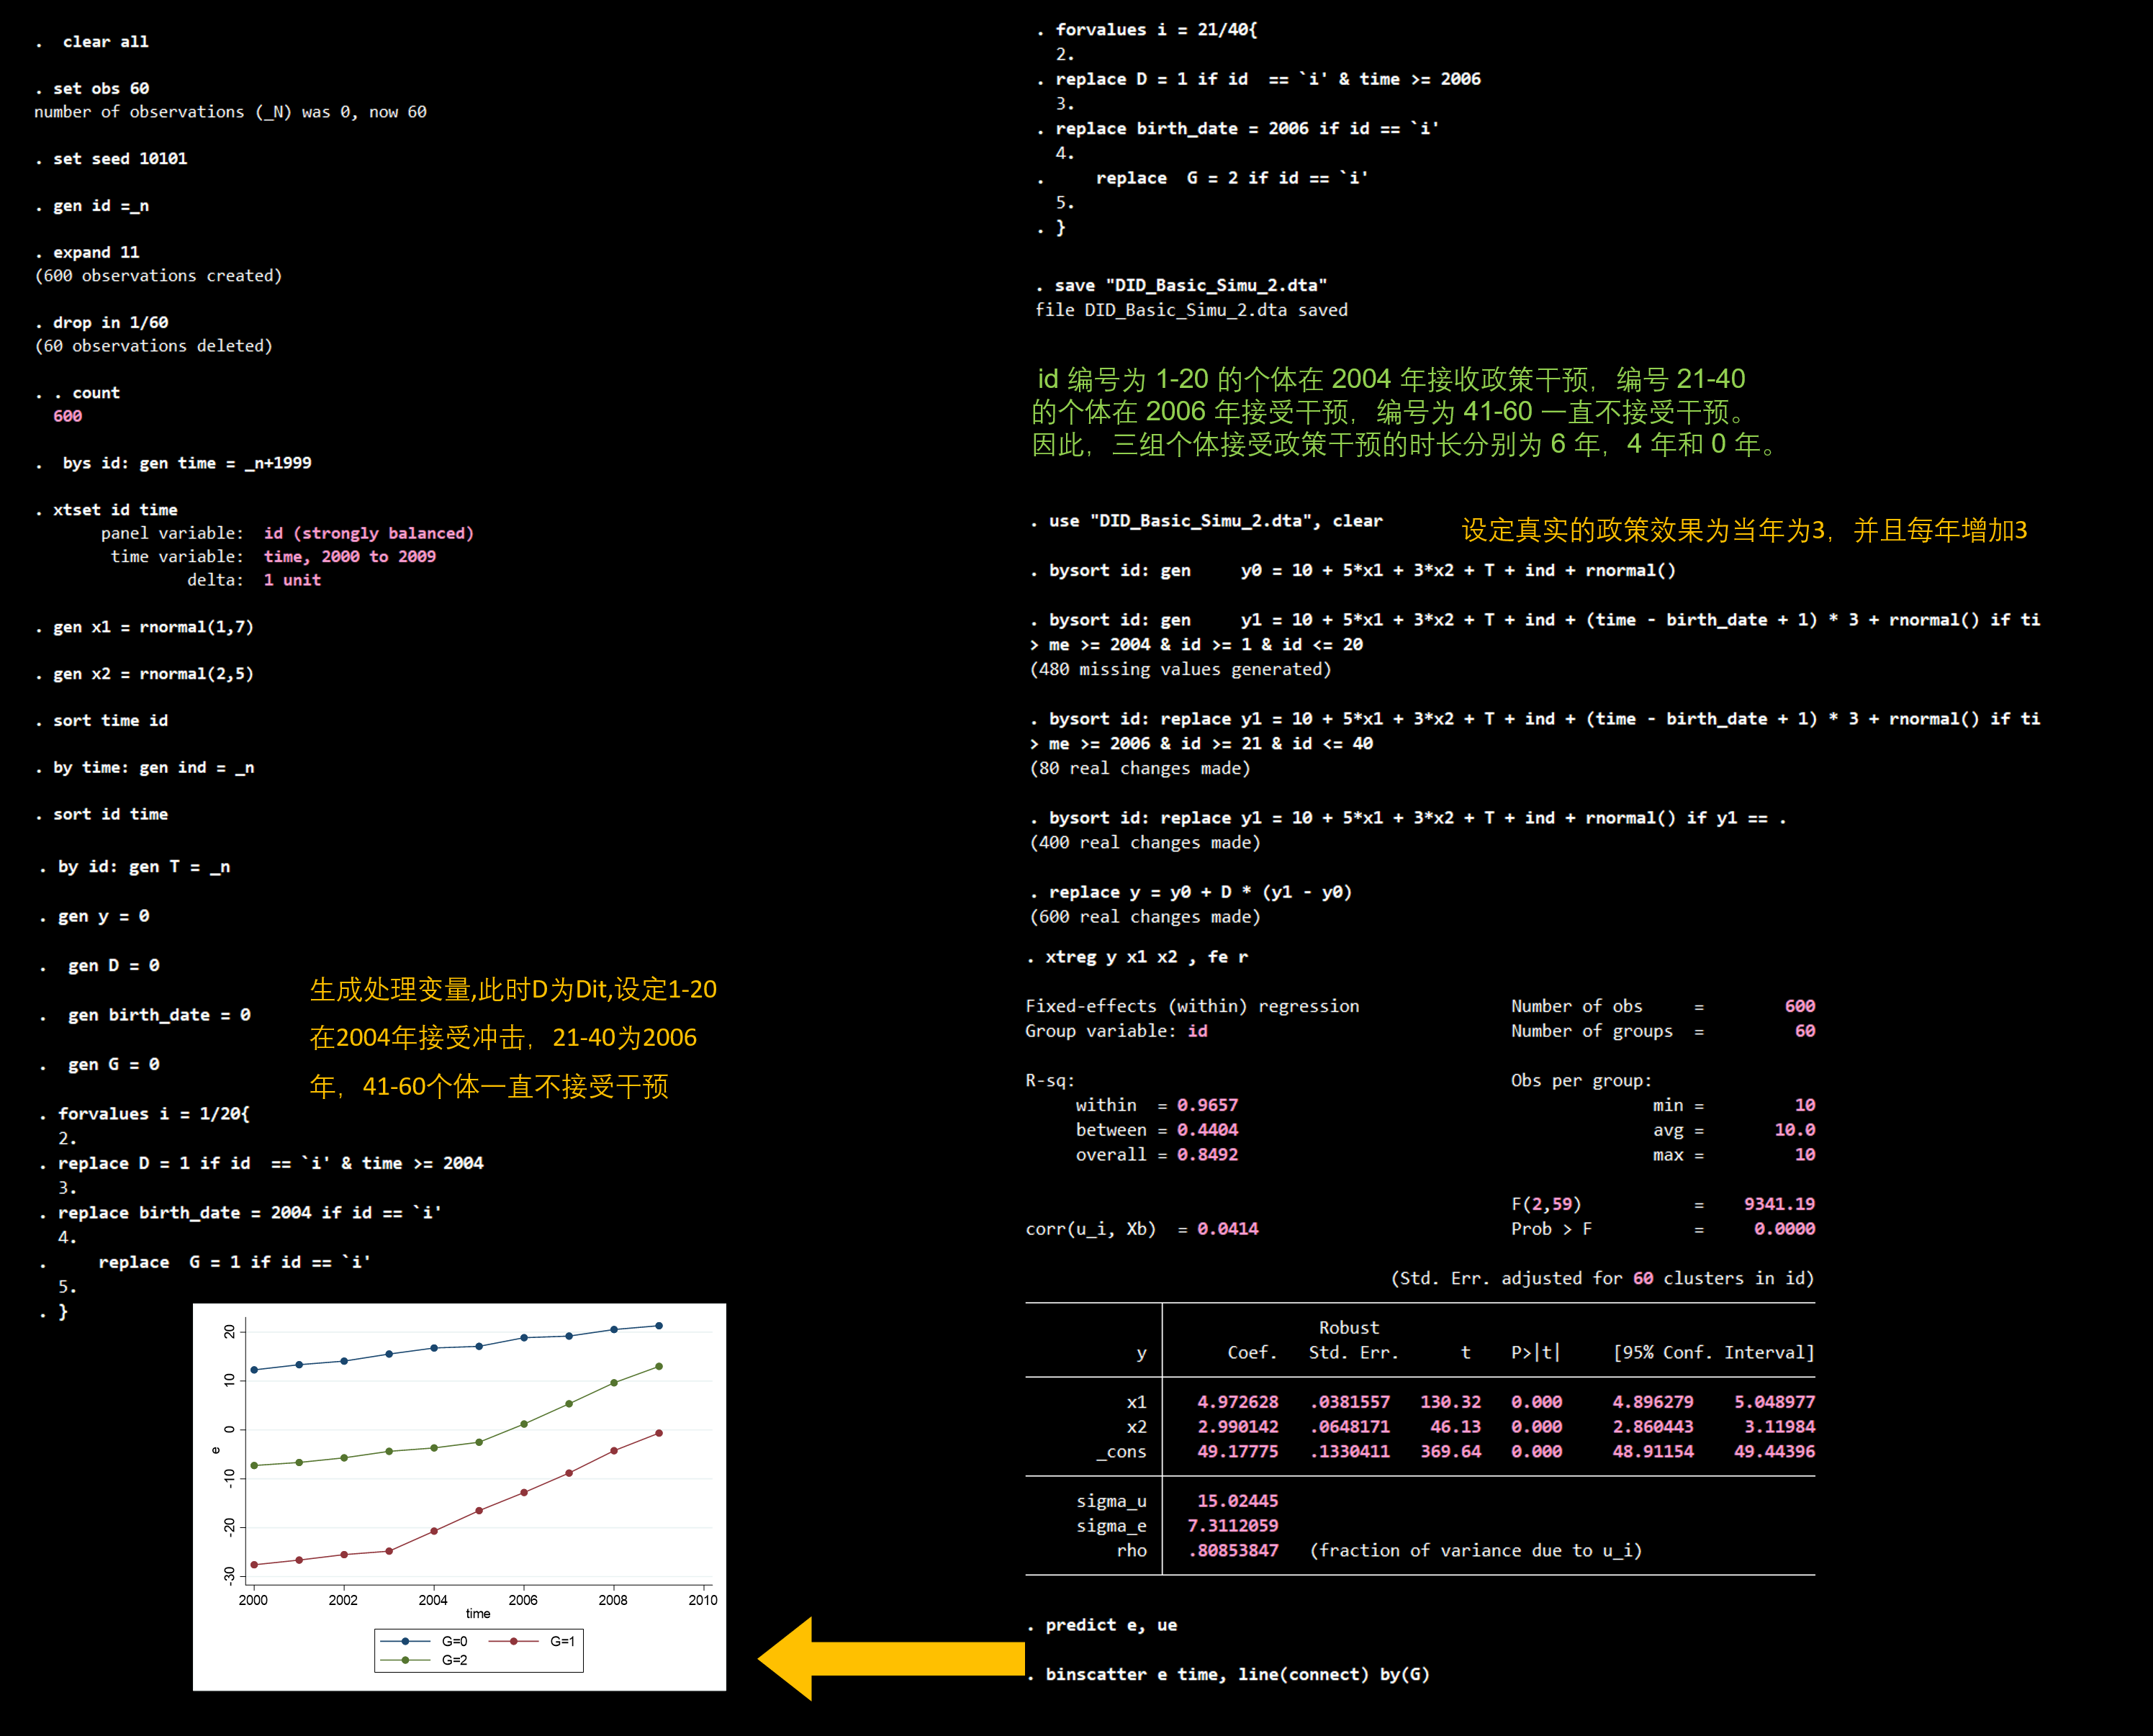 .  clear all
. set obs 60
number of observations (_N) was 0, now 60
. set seed 10101
. gen id =_n
. expand 11
(600 observations created)
. drop in 1/60
(60 observations deleted)
. . count
600
.  bys id: gen time = _n+1999
. xtset id time
panel variable:  id (strongly balanced)
time variable:  time, 2000 to 2009
delta:  1 unit
. gen x1 = rnormal(1,7)
. gen x2 = rnormal(2,5)
. sort time id
. by time: gen ind = _n
. sort id time
. by id: gen T = _n
. gen y = 0
.  gen D = 0
.  gen birth_date = 0
.  gen G = 0
生成处理变量,此时D为Dit,设定1-20
在2004年接受冲击，21-40为2006
年，41-60个体一直不接受干预
. forvalues i = 1/20{
2.
. replace D = 1 if id  == `i' & time >= 2004
3.
. replace birth_date = 2004 if id == `i'
4.
.     replace  G = 1 if id == `i'
5.
. }
20
10
0
-10
-20
-30
e
2000 2002 2004 2006 2008 2010
time
G=0 G=1
G=2
. forvalues i = 21/40{
2.
. replace D = 1 if id  == `i' & time >= 2006
3.
. replace birth_date = 2006 if id == `i'
4.
.     replace  G = 2 if id == `i'
5.
. }
. save "DID_Basic_Simu_2.dta"
file DID_Basic_Simu_2.dta saved
id 编号为 1-20 的个体在 2004 年接收政策干预，编号 21-40
的个体在 2006 年接受干预，编号为 41-60 一直不接受干预。
因此，三组个体接受政策干预的时长分别为 6 年，4 年和 0 年。
. use "DID_Basic_Simu_2.dta", clear
设定真实的政策效果为当年为3，并且每年增加3
. bysort id: gen     y0 = 10 + 5*x1 + 3*x2 + T + ind + rnormal()
. bysort id: gen     y1 = 10 + 5*x1 + 3*x2 + T + ind + (time - birth_date + 1) * 3 + rnormal() if ti
> me >= 2004 & id >= 1 & id <= 20
(480 missing values generated)
. bysort id: replace y1 = 10 + 5*x1 + 3*x2 + T + ind + (time - birth_date + 1) * 3 + rnormal() if ti
> me >= 2006 & id >= 21 & id <= 40
(80 real changes made)
. bysort id: replace y1 = 10 + 5*x1 + 3*x2 + T + ind + rnormal() if y1 == .
(400 real changes made)
. replace y = y0 + D * (y1 - y0)
(600 real changes made)
. xtreg y x1 x2 , fe r
Fixed-effects (within) regression Number of obs = 600
Group variable: id Number of groups = 60
R-sq: Obs per group:
within = 0.9657 min = 10
between = 0.4404 avg = 10.0
overall = 0.8492 max = 10
F(2,59) = 9341.19
corr(u_i, Xb) = 0.0414 Prob > F = 0.0000
(Std. Err. adjusted for 60 clusters in id)
Robust
y Coef. Std. Err. t P>|t| [95% Conf. Interval]
x1 4.972628 .0381557 130.32 0.000 4.896279 5.048977
x2 2.990142 .0648171 46.13 0.000 2.860443 3.11984
_cons 49.17775 .1330411 369.64 0.000 48.91154 49.44396
sigma_u 15.02445
sigma_e 7.3112059
rho .80853847 (fraction of variance due to u_i)
. predict e, ue
. binscatter e time, line(connect) by(G)